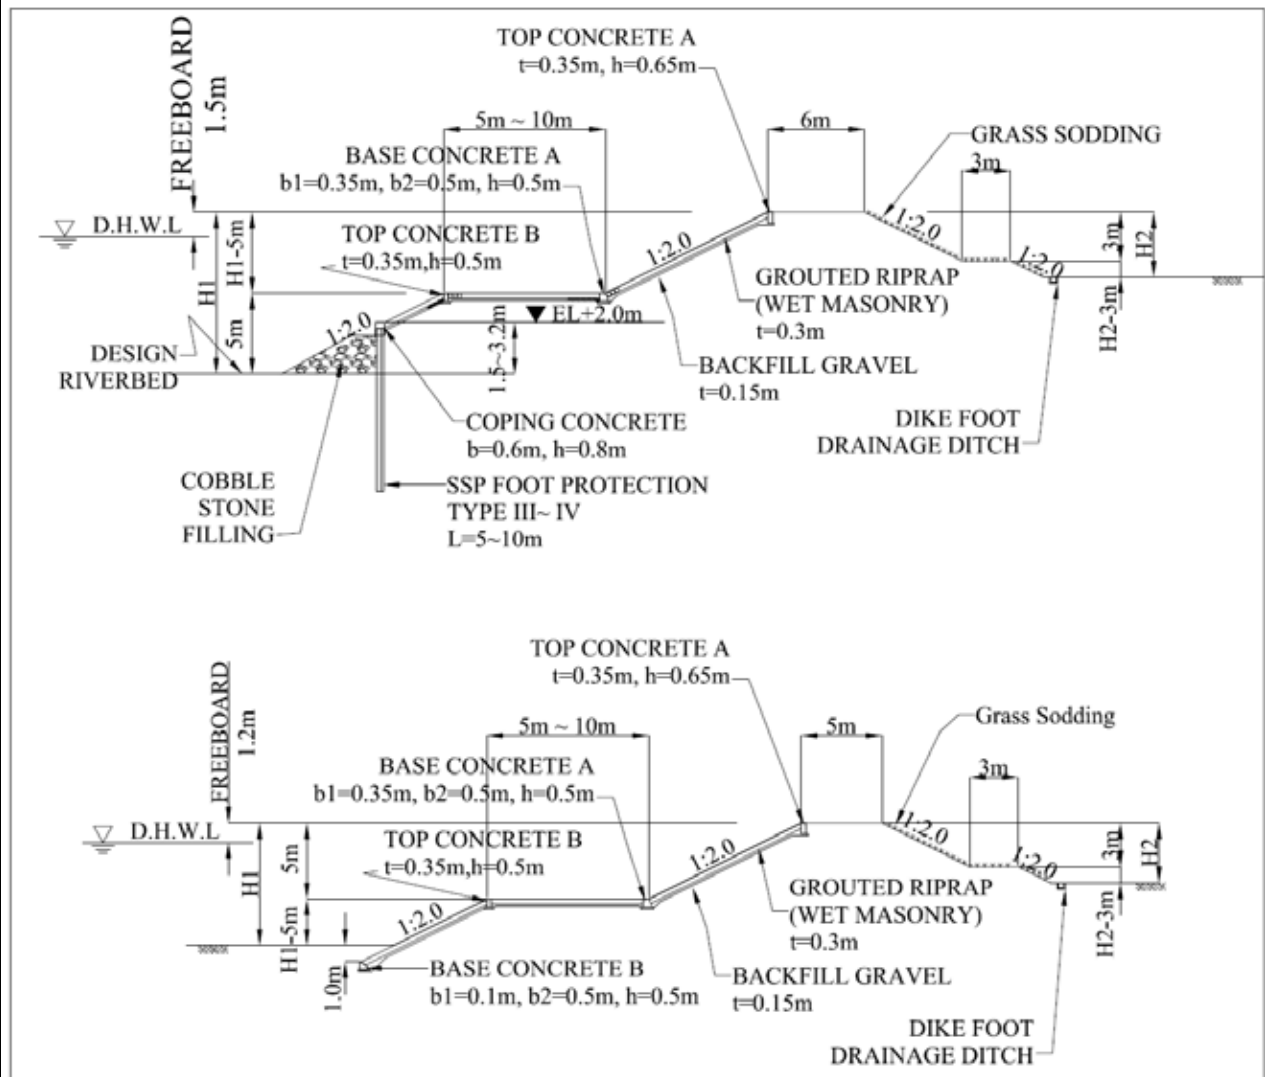 FREEBOARD
1.5m
TOP CONCRETE A
t=0.35m, h=0.65m
5m ~ 10m
6m
GRASS SODDING
3m
BASE CONCRETE A
b1=0.35m, b2=0.5m, h=0.5m
D.H.W.L
TOP CONCRETE B
t=0.35m,h=0.5m
1:2.0
1:2.0
1:2.0
3m
H2
H1
H1-5m
5m
GROUTED RIPRAP
(WET MASONRY)
t=0.3m
EL+2.0m
1:2.0
1.5~3.2m
H2-3m
DESIGN
RIVERBED
BACKFILL GRAVEL
t=0.15m
COPING CONCRETE
b=0.6m, h=0.8m
DIKE FOOT
DRAINAGE DITCH
COBBLE
STONE
FILLING
SSP FOOT PROTECTION
TYPE III~ IV
L=5~10m
TOP CONCRETE A
t=0.35m, h=0.65m
FREEBOARD
1.2m
5m ~ 10m
5m
Grass Sodding
3m
BASE CONCRETE A
b1=0.35m, b2=0.5m, h=0.5m
D.H.W.L
TOP CONCRETE B
t=0.35m,h=0.5m
1:2.0
1:2.0
1:2.0
3m
H2
H1
5m
H1-5m
1:2.0
GROUTED RIPRAP
(WET MASONRY)
t=0.3m
H2-3m
1.0m
BASE CONCRETE B
b1=0.1m, b2=0.5m, h=0.5m
BACKFILL GRAVEL
t=0.15m
DIKE FOOT
DRAINAGE DITCH